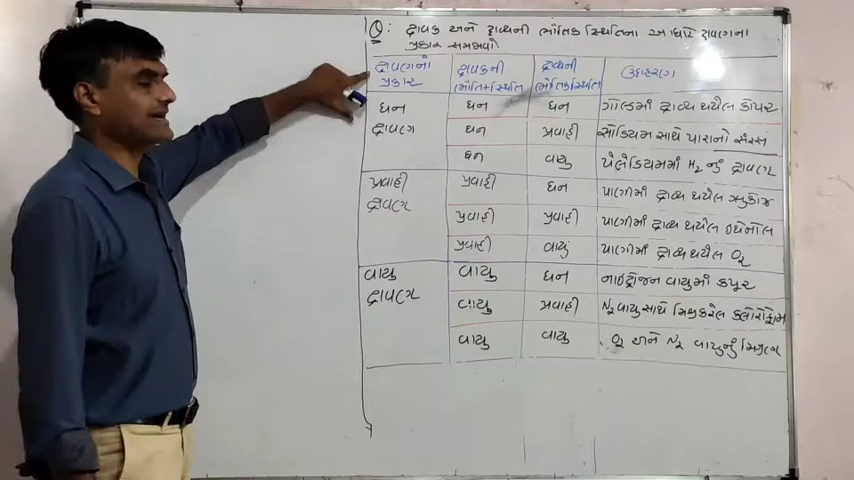 Q: દ્રાવક અને દ્રાવ્યની ભૌતિક સ્થિતિના આધારે દ્રાવણના
પ્રકાર સમજાવો.
દ્રાવણનો પ્રકાર દ્રાવકની ભૌતિક સ્થિતિ દ્રાવ્યની ભૌતિક સ્થિતિ ઉદાહરણ
ઘન દ્રાવણ ઘન ઘન ગોલ્ડમાં દ્રાવ્ય થયેલ કોપર
ઘન પ્રવાહી સોડિયમ સાથે પારાનો સંરસ
ઘન વાયુ પેલેડિયમમાં H2 નું દ્રાવણ
પ્રવાહી દ્રાવણ પ્રવાહી ઘન પાણીમાં દ્રાવ્ય થયેલ ગ્લુકોઝ
પ્રવાહી પ્રવાહી પાણીમાં દ્રાવ્ય થયેલ ઇથેનોલ
પ્રવાહી વાયુ પાણીમાં દ્રાવ્ય થયેલ O2
વાયુ દ્રાવણ વાયુ ઘન નાઇટ્રોજન વાયુમાં કપૂર
વાયુ પ્રવાહી N2 વાયુ સાથે મિશ્ર કરેલ ક્લોરોફોર્મ
વાયુ વાયુ O2 અને N2 વાયુનું મિશ્રણ